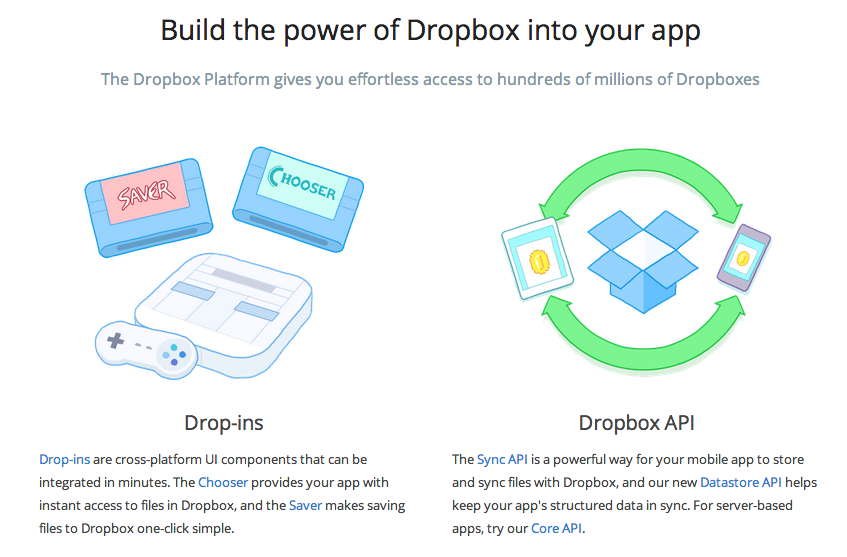 Build the power of Dropbox into your app
The Dropbox Platform gives you effortless access to hundreds of millions of Dropboxes
SAVER
CHOOSER
Drop-ins
Drop-ins are cross-platform UI components that can be
integrated in minutes. The Chooser provides your app with
instant access to files in Dropbox, and the Saver makes saving
files to Dropbox one-click simple.
Dropbox API
The Sync API is a powerful way for your mobile app to store
and sync files with Dropbox, and our new Datastore API helps
keep your app's structured data in sync. For server-based
apps, try our Core API.